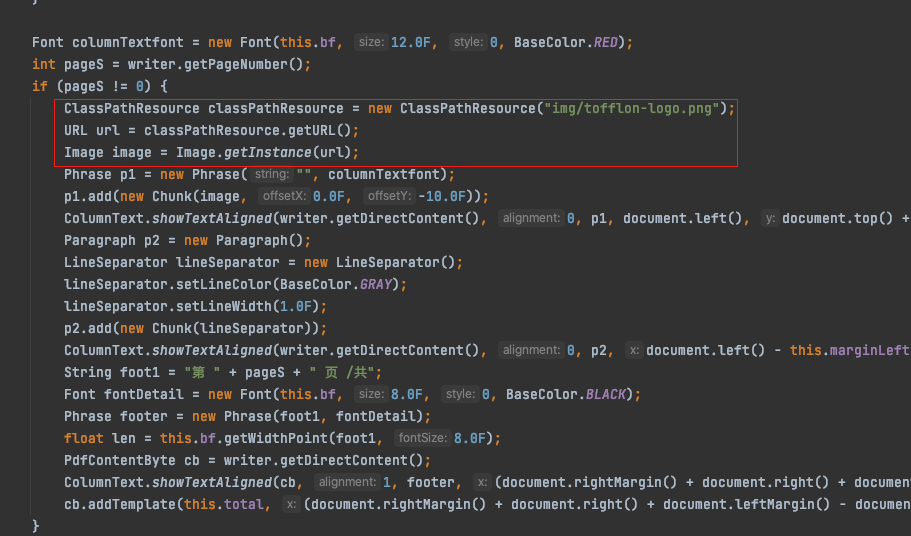 }
Font columnTextfont = new Font(this.bf, size: 12.0F, style: 0, BaseColor.RED);
int pageS = writer.getPageNumber();
if (pageS != 0) {
ClassPathResource classPathResource = new ClassPathResource("img/tofflon-logo.png");
URL url = classPathResource.getURL();
Image image = Image.getInstance(url);
Phrase p1 = new Phrase( string: "", columnTextfont);
p1.add(new Chunk(image, offsetX: 0.0F, offsetY: -10.0F));
ColumnText.showTextAligned(writer.getDirectContent(), alignment: 0, p1, document.left(), y: document.top() +
Paragraph p2 = new Paragraph();
LineSeparator lineSeparator = new LineSeparator();
lineSeparator.setLineColor(BaseColor.GRAY);
lineSeparator.setLineWidth(1.0F);
p2.add(new Chunk(lineSeparator));
ColumnText.showTextAligned(writer.getDirectContent(), alignment: 0, p2, x: document.left() - this.marginLeft
String foot1 = "第 " + pageS + " 页 /共";
Font fontDetail = new Font(this.bf, size: 8.0F, style: 0, BaseColor.BLACK);
Phrase footer = new Phrase(foot1, fontDetail);
float len = this.bf.getWidthPoint(foot1, fontSize: 8.0F);
PdfContentByte cb = writer.getDirectContent();
ColumnText.showTextAligned(cb, alignment: 1, footer, x: (document.rightMargin() + document.right() + docum
cb.addTemplate(this.total, x: (document.rightMargin() + document.right() + document.leftMargin() - docume
}